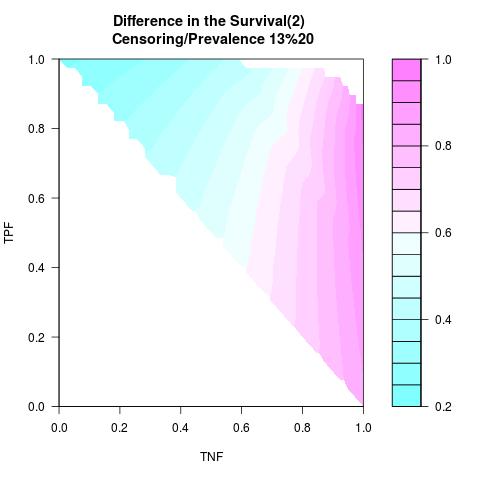 Difference in the Survival(2)
Censoring/Prevalence 13%20
1.0
0.8
0.6
0.4
0.2
0.0
TPF
0.0 0.2 0.4 0.6 0.8 1.0
TNF
1.0
0.8
0.6
0.4
0.2